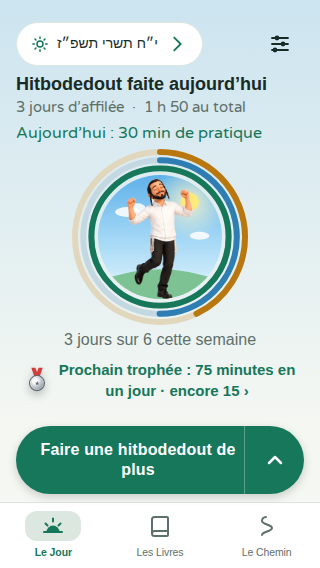 י״ח תשרי תשפ״ז
Hitbodedout faite aujourd’hui
3 jours d’affilée · 1 h 50 au total
Aujourd’hui : 30 min de pratique
3 jours sur 6 cette semaine
Prochain trophée : 75 minutes en
un jour · encore 15 ›
Faire une hitbodedout de
plus
Le Jour
Les Livres
Le Chemin